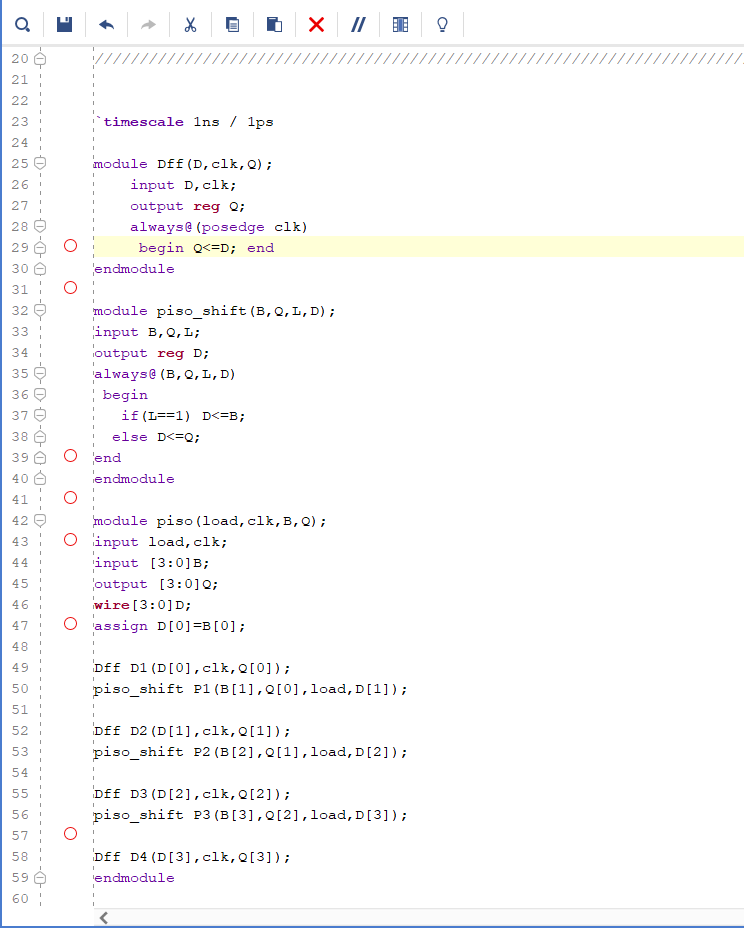 20 ////////////////////////////////////////////////////////////////////////
21
22
23 `timescale 1ns / 1ps
24
25 module Dff(D,clk,Q);
26     input D,clk;
27     output reg Q;
28     always@(posedge clk)
29      begin Q<=D; end
30 endmodule
31
32 module piso_shift(B,Q,L,D);
33 input B,Q,L;
34 output reg D;
35 always@(B,Q,L,D)
36  begin
37    if(L==1) D<=B;
38   else D<=Q;
39 end
40 endmodule
41
42 module piso(load,clk,B,Q);
43 input load,clk;
44 input [3:0]B;
45 output [3:0]Q;
46 wire[3:0]D;
47 assign D[0]=B[0];
48
49 Dff D1(D[0],clk,Q[0]);
50 piso_shift P1(B[1],Q[0],load,D[1]);
51
52 Dff D2(D[1],clk,Q[1]);
53 piso_shift P2(B[2],Q[1],load,D[2]);
54
55 Dff D3(D[2],clk,Q[2]);
56 piso_shift P3(B[3],Q[2],load,D[3]);
57
58 Dff D4(D[3],clk,Q[3]);
59 endmodule
60